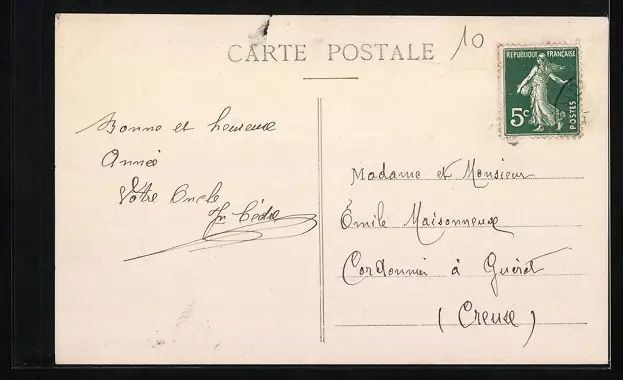 CARTE POSTALE
10
REPUBLIQUE FRANÇAISE
5c
POSTES
Bonne et heureuse
Année
Votre Oncle
Madame et Monsieur
Émile Maisonneuve
Cordonnier à Guéret
(Creuse)